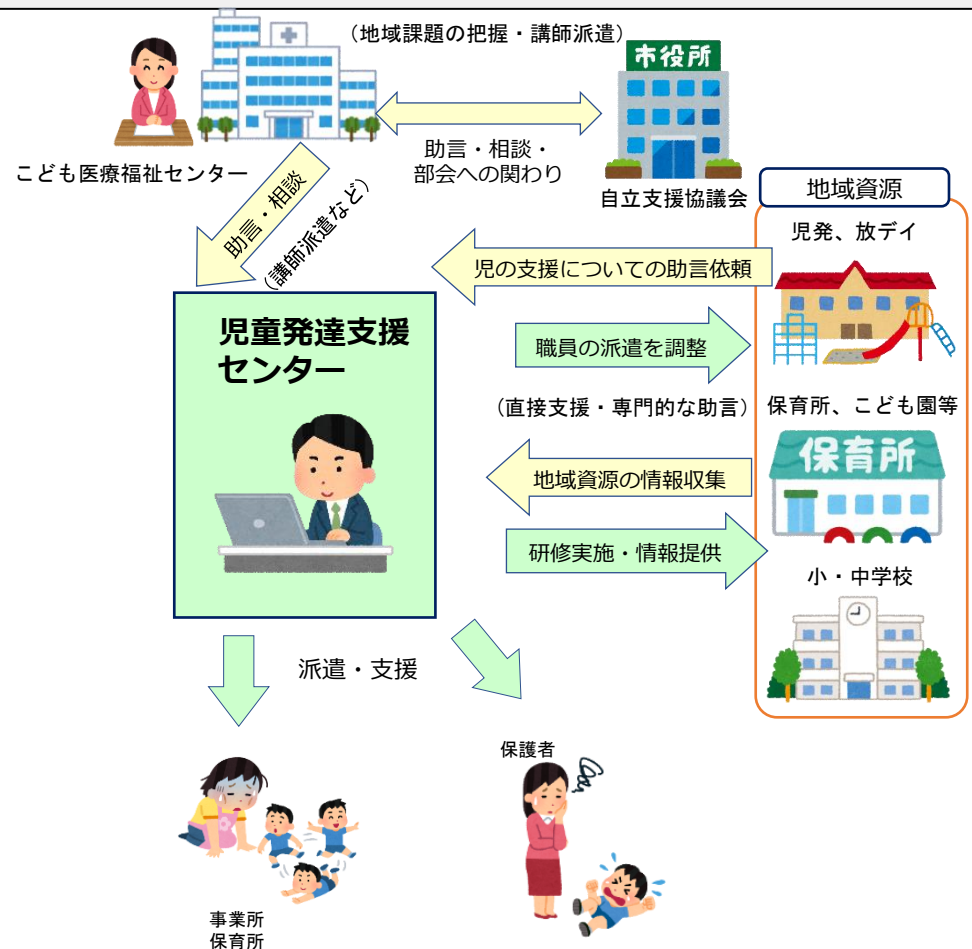 （地域課題の把握・講師派遣）
市役所
助言・相談・
部会への関わり
こども医療福祉センター
自立支援協議会
助言・相談
（講師派遣など）
地域資源
児発、放デイ
児の支援についての助言依頼
児童発達支援
センター
職員の派遣を調整
（直接支援・専門的な助言）
保育所、こども園等
保育所
地域資源の情報収集
研修実施・情報提供
小・中学校
派遣・支援
保護者
事業所
保育所